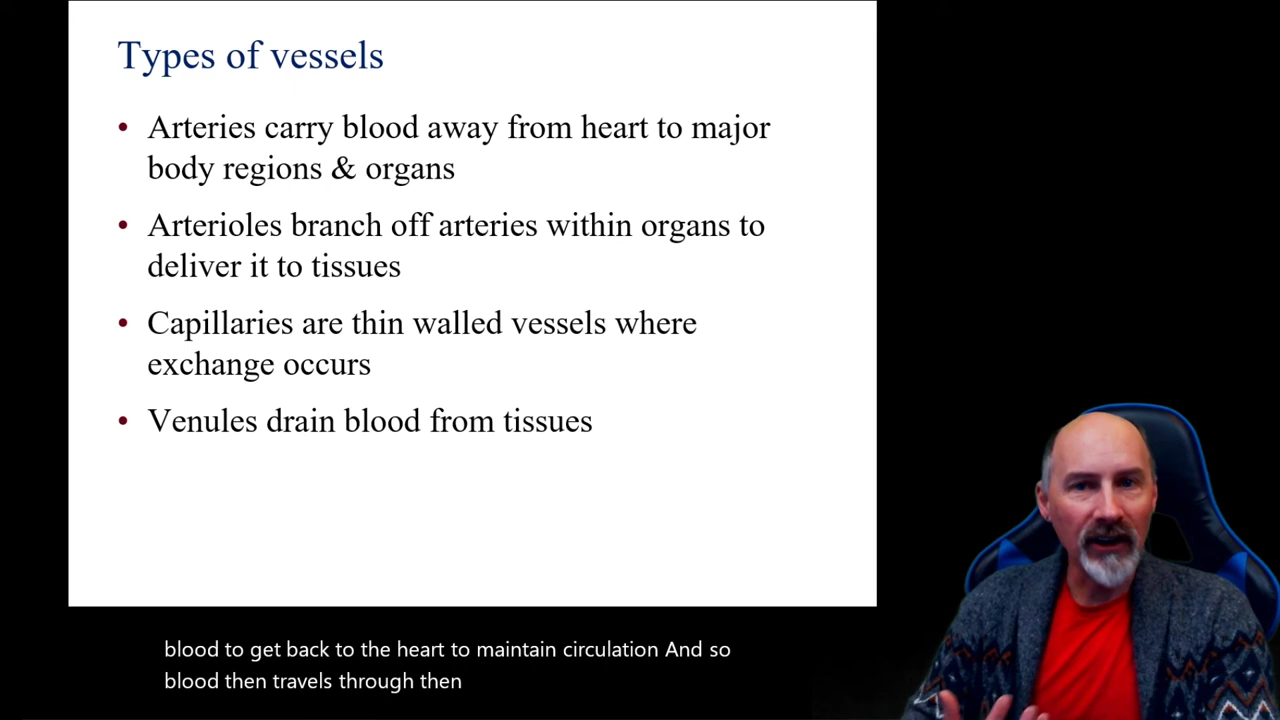 Types of vessels
• Arteries carry blood away from heart to major
body regions & organs
• Arterioles branch off arteries within organs to
deliver it to tissues
• Capillaries are thin walled vessels where
exchange occurs
• Venules drain blood from tissues
blood to get back to the heart to maintain circulation And so
blood then travels through then